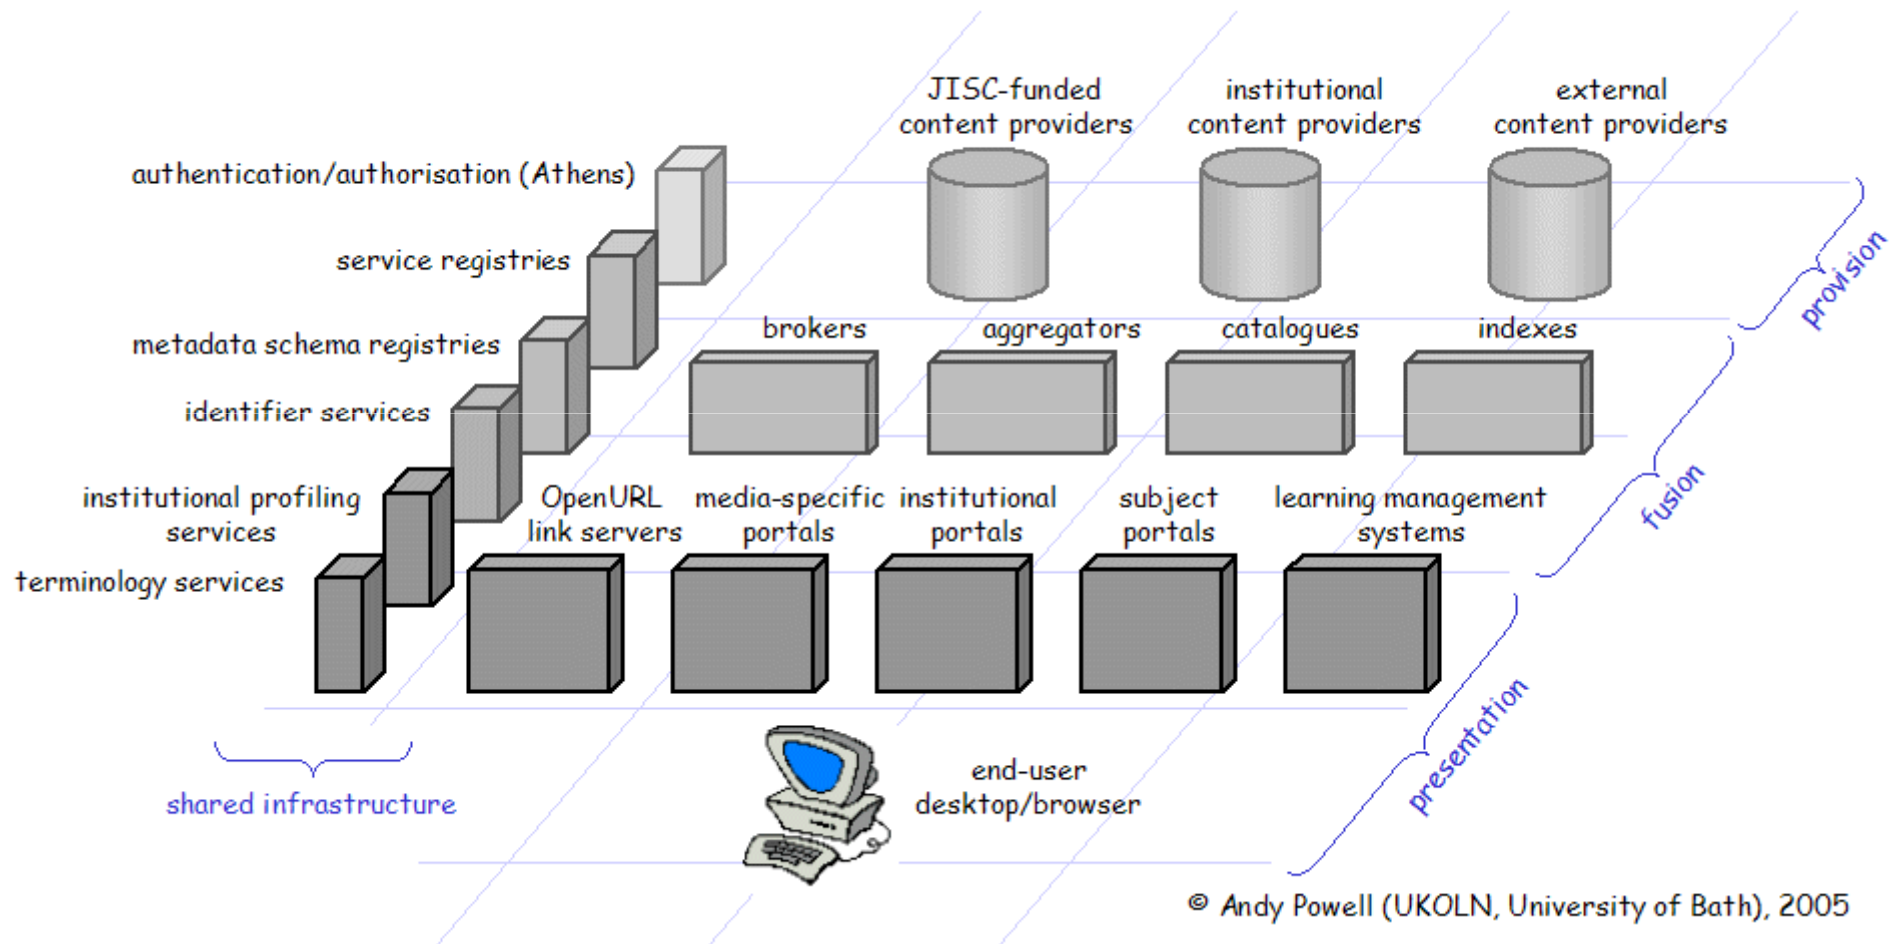 JISC-funded
content providers
institutional
content providers
external
content providers
authentication/authorisation (Athens)
service registries
provision
brokers
aggregators
catalogues
indexes
metadata schema registries
identifier services
fusion
institutional profiling
services
OpenURL
link servers
media-specific
portals
institutional
portals
subject
portals
learning management
systems
terminology services
presentation
shared infrastructure
end-user
desktop/browser
© Andy Powell (UKOLN, University of Bath), 2005